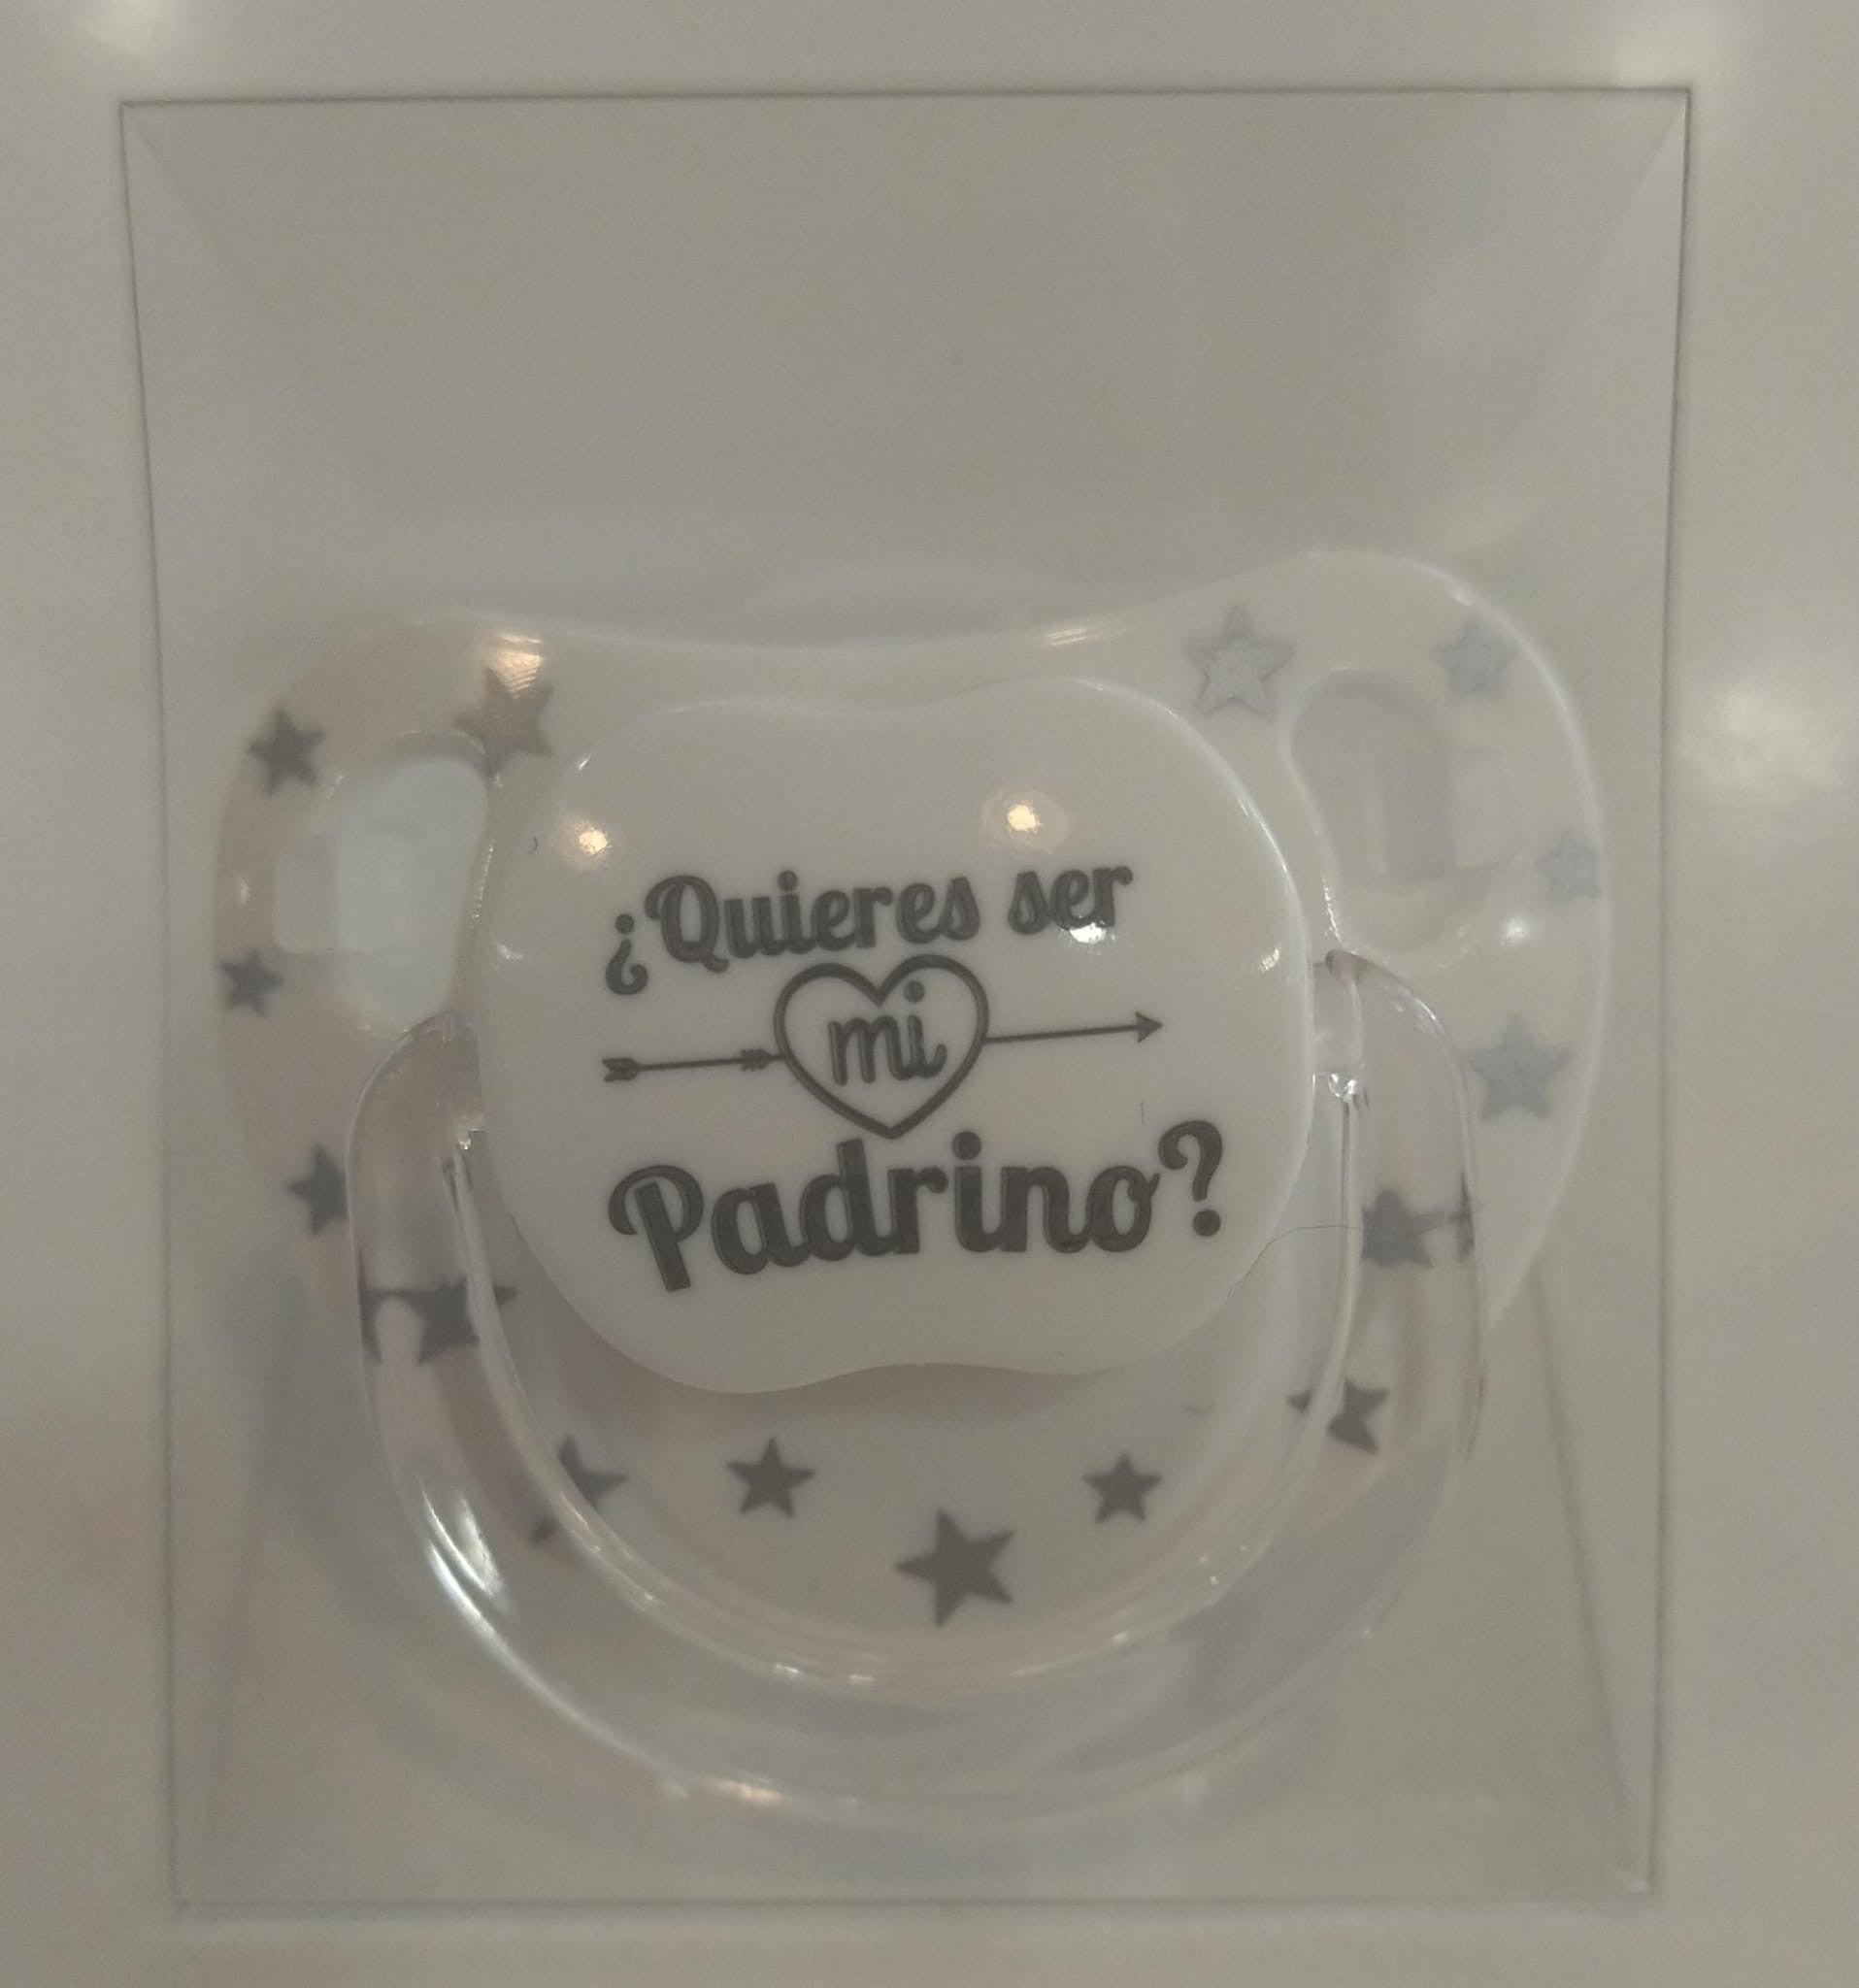 ¿Quieres ser
mi
Padrino?